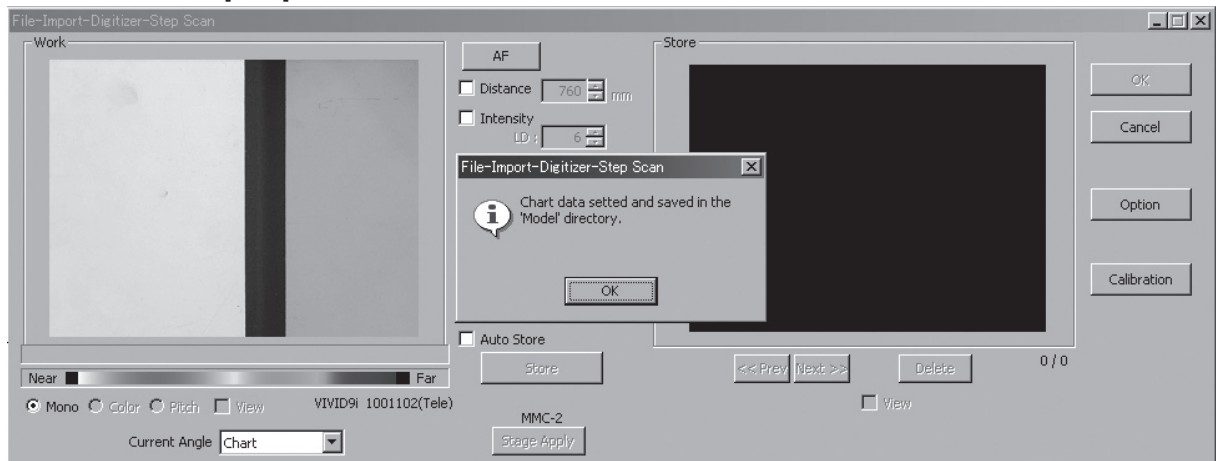 File-Import-Digitizer-Step Scan
Work
AF
Distance 760 mm
Intensity
LD : 6
Store
OK
Cancel
Option
Calibration
File-Import-Digitizer-Step Scan
Chart data setted and saved in the
'Model' directory.
OK
Auto Store
Store
<< Prev Next >> Delete 0 / 0
View
Near Far
Mono Color Pitch View VIVID9i 1001102(Tele)
MMC-2
Current Angle Chart
Stage Apply